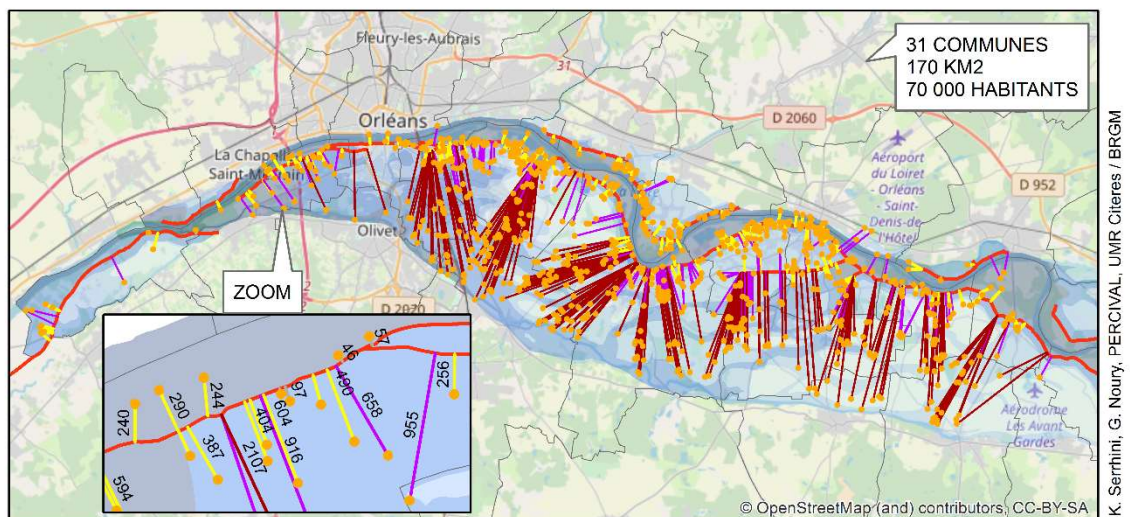 Fleury-les-Aubrais
31
Orléans
La Chapelle
Saint-Mesmin
Olivet
D 2020
D 2060
Aéroport
du Loiret
- Orléans
- Saint-
Denis-de
l'Hôtel
D 952
Aérodrome
Les Avant
Gardes
31 COMMUNES
170 KM2
70 000 HABITANTS
ZOOM
240
290
244
387
594
404
2107
604
916
97
46
490
57
658
955
256
© OpenStreetMap (and) contributors, CC-BY-SA
K. Serrhini, G. Noury, PERCIVAL, UMR Citeres / BRGM